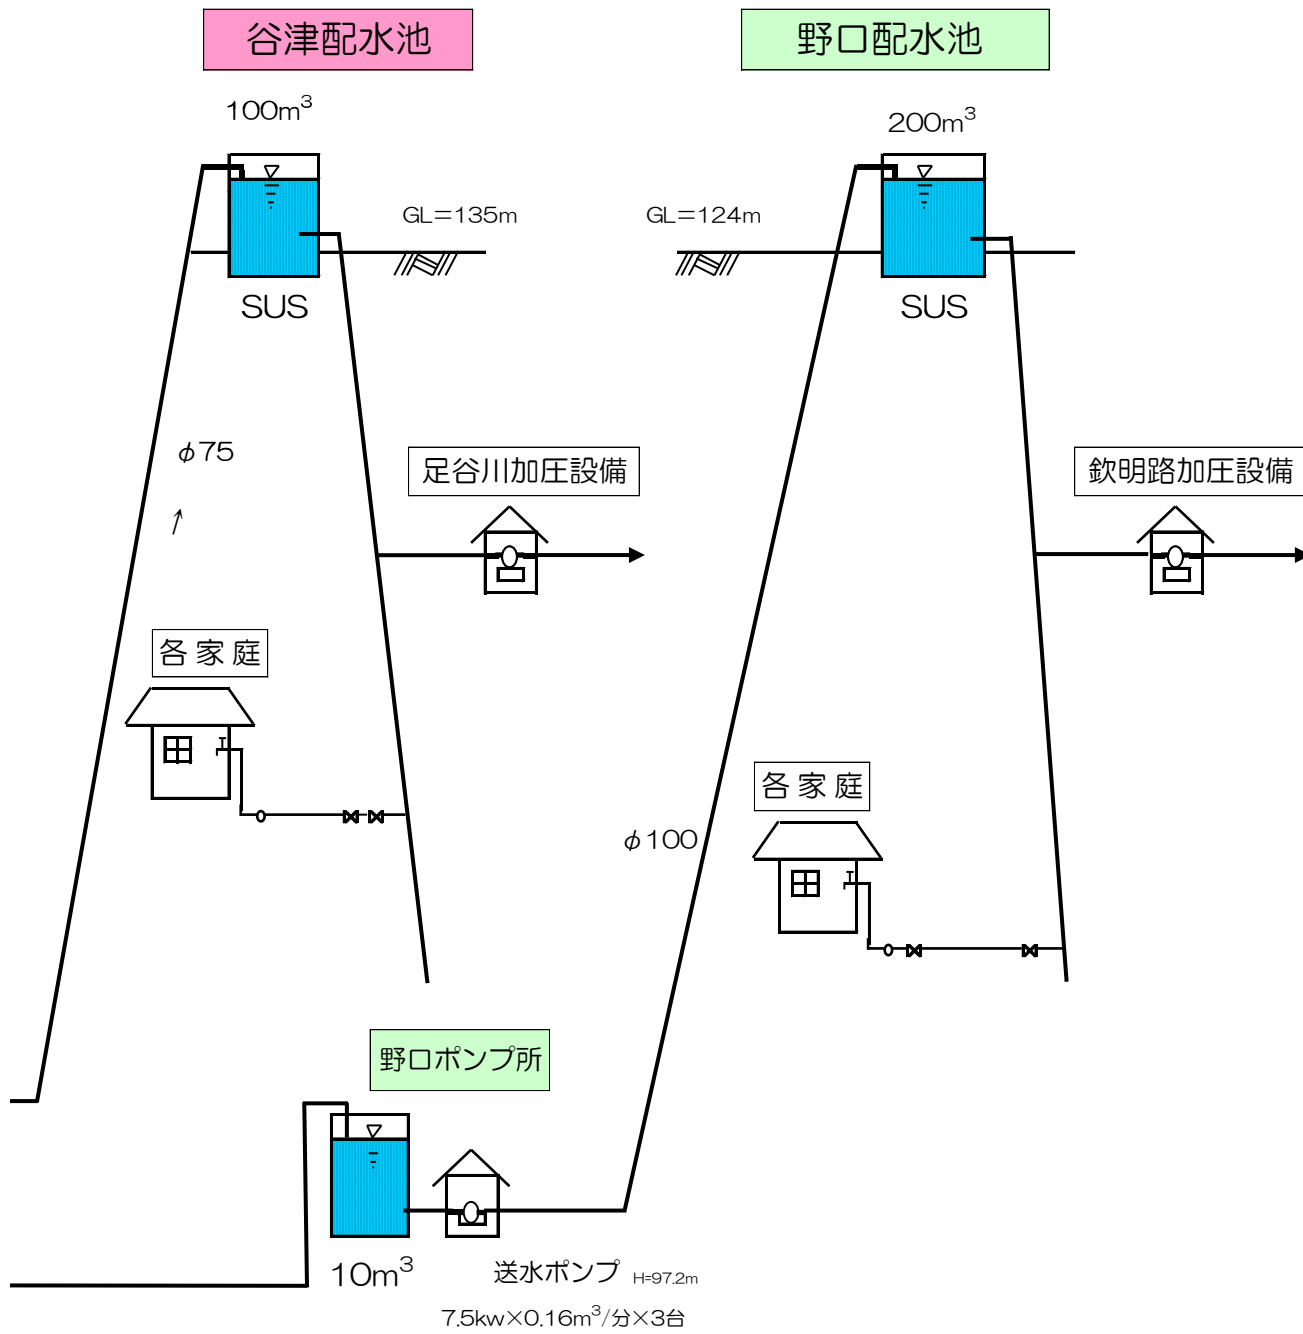 谷津配水池
野口配水池
100m³
200m³
GL=135m
GL=124m
SUS
SUS
φ75
足谷川加圧設備
欽明路加圧設備
各家庭
各家庭
φ100
野口ポンプ所
10m³
送水ポンプ H=97.2m
7.5kw×0.16m³/分×3台